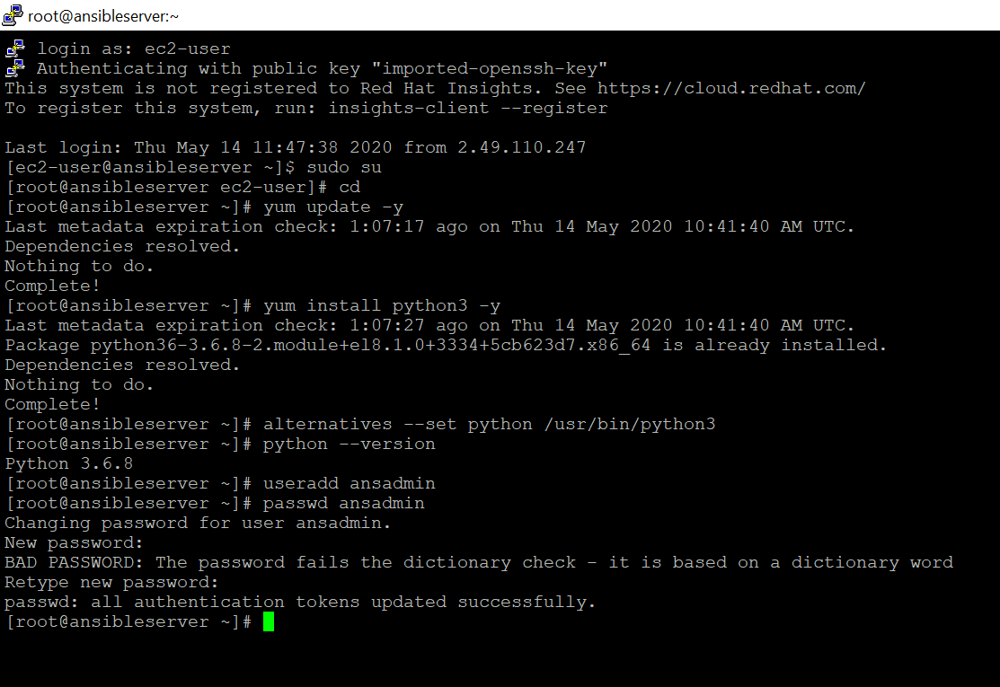 root@ansibleserver:~
login as: ec2-user
Authenticating with public key "imported-openssh-key"
This system is not registered to Red Hat Insights. See https://cloud.redhat.com/
To register this system, run: insights-client --register
Last login: Thu May 14 11:47:38 2020 from 2.49.110.247
[ec2-user@ansibleserver ~]$ sudo su
[root@ansibleserver ec2-user]# cd
[root@ansibleserver ~]# yum update -y
Last metadata expiration check: 1:07:17 ago on Thu 14 May 2020 10:41:40 AM UTC.
Dependencies resolved.
Nothing to do.
Complete!
[root@ansibleserver ~]# yum install python3 -y
Last metadata expiration check: 1:07:27 ago on Thu 14 May 2020 10:41:40 AM UTC.
Package python36-3.6.8-2.module+el8.1.0+3334+5cb623d7.x86_64 is already installed.
Dependencies resolved.
Nothing to do.
Complete!
[root@ansibleserver ~]# alternatives --set python /usr/bin/python3
[root@ansibleserver ~]# python --version
Python 3.6.8
[root@ansibleserver ~]# useradd ansadmin
[root@ansibleserver ~]# passwd ansadmin
Changing password for user ansadmin.
New password:
BAD PASSWORD: The password fails the dictionary check - it is based on a dictionary word
Retype new password:
passwd: all authentication tokens updated successfully.
[root@ansibleserver ~]#